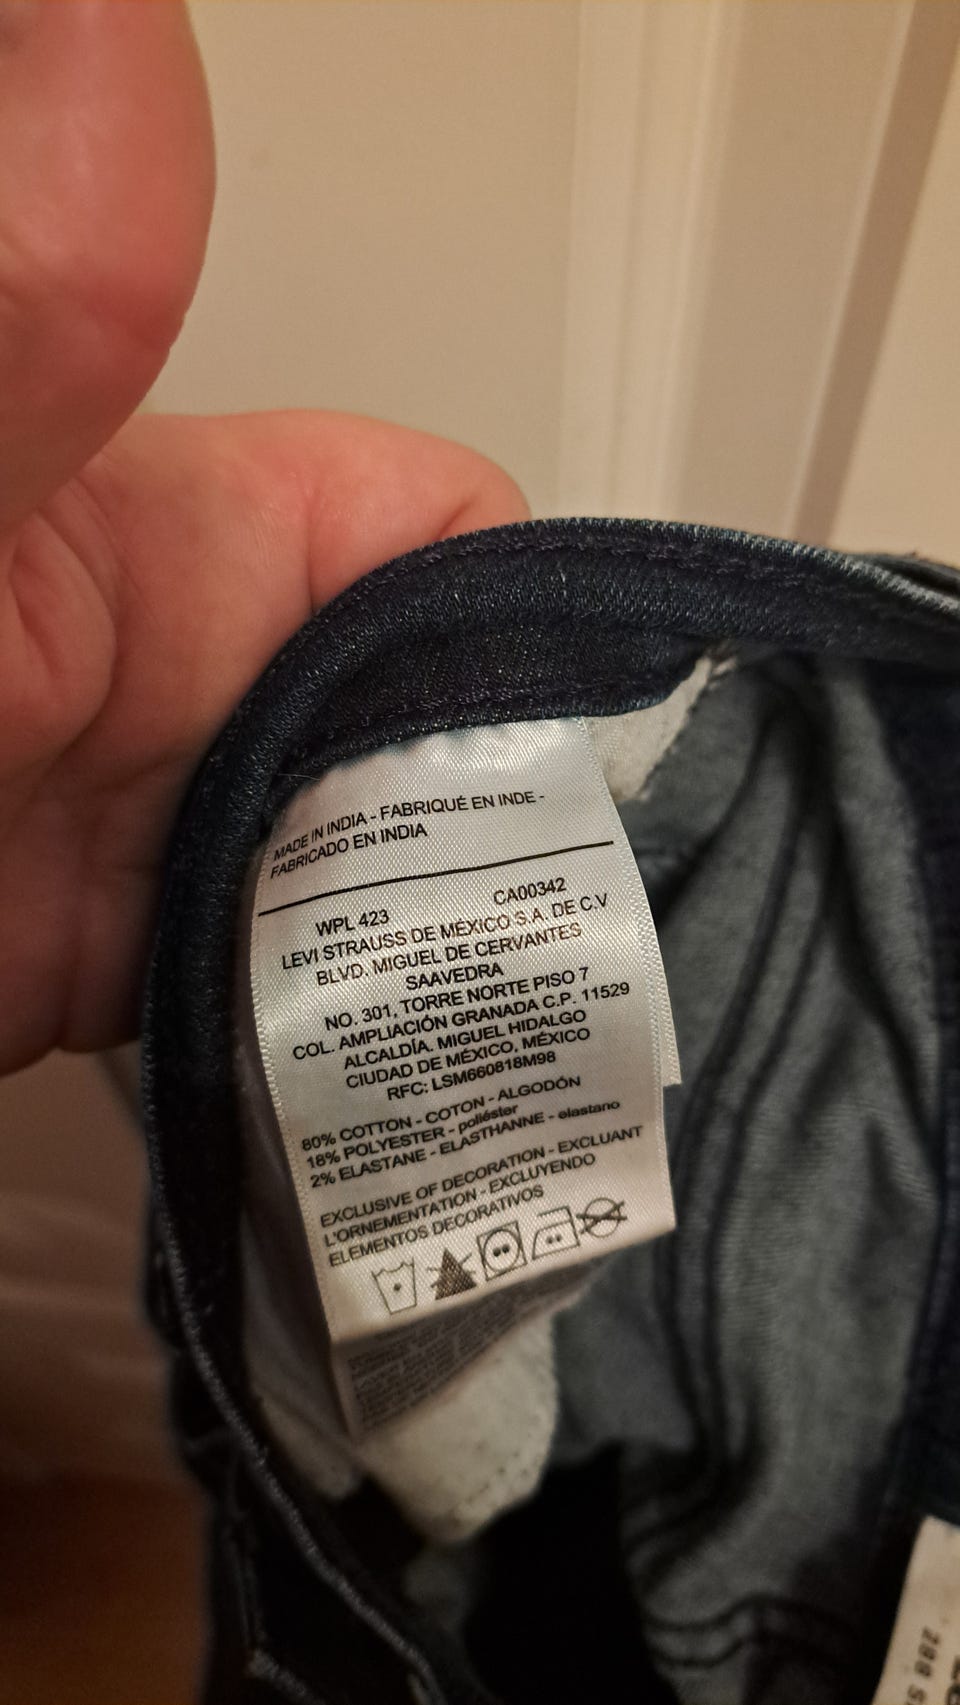 MADE IN INDIA - FABRIQUÉ EN INDE -
FABRICADO EN INDIA
WPL 423 CA00342
LEVI STRAUSS DE MÉXICO S.A. DE C.V
BLVD. MIGUEL DE CERVANTES
SAAVEDRA
NO. 301, TORRE NORTE PISO 7
COL. AMPLIACIÓN GRANADA C.P. 11529
ALCALDÍA. MIGUEL HIDALGO
CIUDAD DE MÉXICO, MÉXICO
RFC: LSM660818M98
80% COTTON - COTON - ALGODÓN
18% POLYESTER - poliéster
2% ELASTANE - ELASTHANNE - elastano
EXCLUSIVE OF DECORATION - EXCLUANT
L'ORNEMENTATION - EXCLUYENDO
ELEMENTOS DECORATIVOS